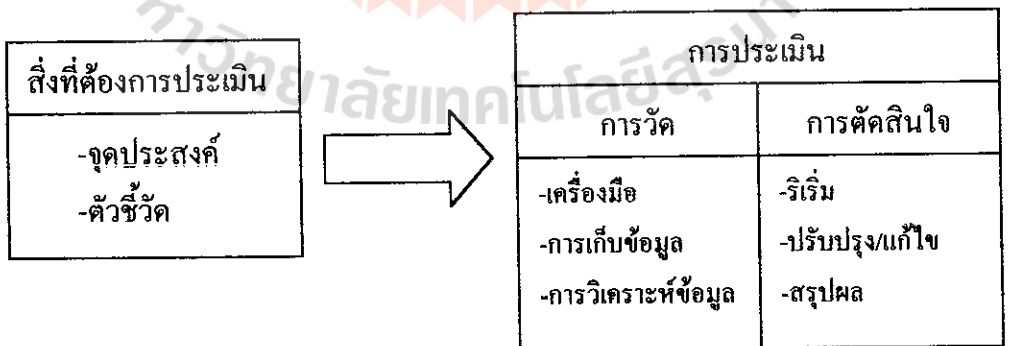 สิ่งที่ต้องการประเมิน
-จุดประสงค์
-ตัวชี้วัด
การประเมิน
การวัด
การตัดสินใจ
-เครื่องมือ
-การเก็บข้อมูล
-การวิเคราะห์ข้อมูล
-ริเริ่ม
-ปรับปรุง/แก้ไข
-สรุปผล